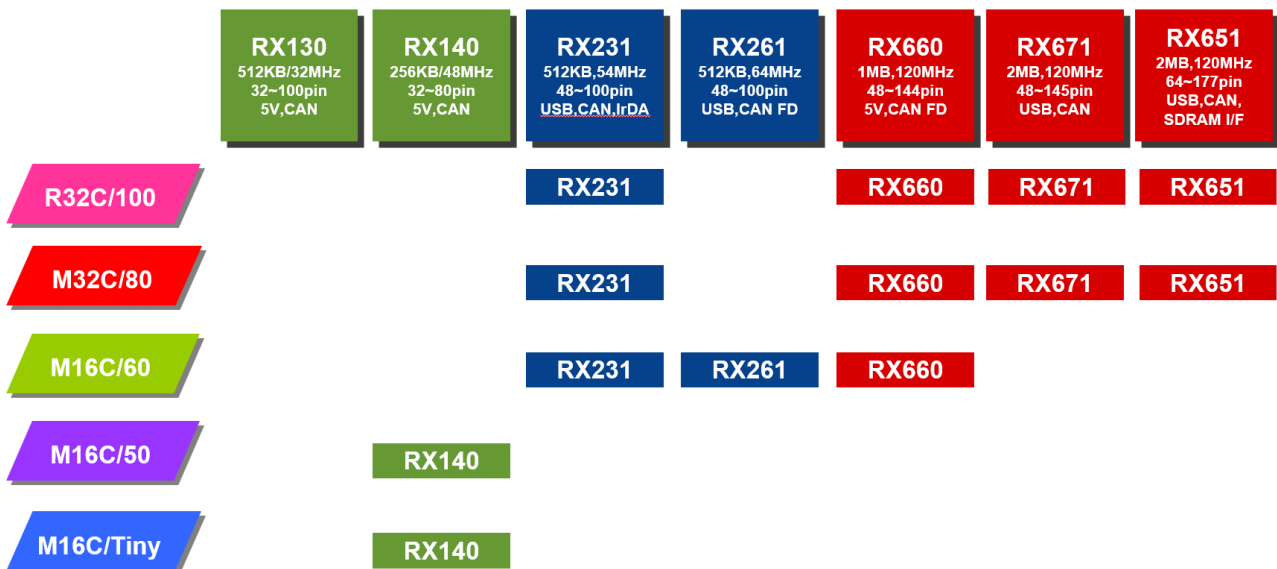 RX130
512KB/32MHz
32~100pin
5V,CAN
RX140
256KB/48MHz
32~80pin
5V,CAN
RX231
512KB,54MHz
48~100pin
USB,CAN,IrDA
RX261
512KB,64MHz
48~100pin
USB,CAN FD
RX660
1MB,120MHz
48~144pin
5V,CAN FD
RX671
2MB,120MHz
48~145pin
USB,CAN
RX651
2MB,120MHz
64~177pin
USB,CAN,
SDRAM I/F
R32C/100
RX231
RX660
RX671
RX651
M32C/80
RX231
RX660
RX671
RX651
M16C/60
RX231
RX261
RX660
M16C/50
RX140
M16C/Tiny
RX140